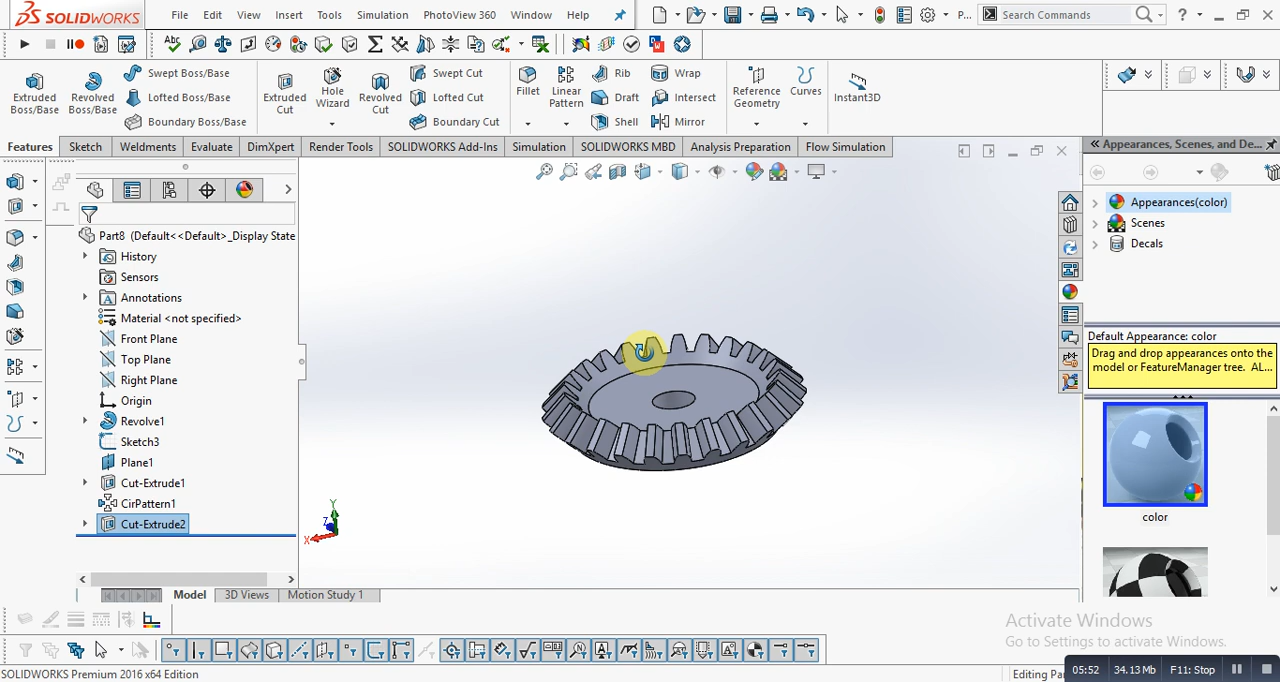 SOLIDWORKS File Edit View Insert Tools Simulation PhotoView 360 Window Help P... Search Commands ?
Extruded Boss/Base
Revolved Boss/Base
Swept Boss/Base
Lofted Boss/Base
Boundary Boss/Base
Extruded Cut
Hole Wizard
Revolved Cut
Swept Cut
Lofted Cut
Boundary Cut
Fillet
Linear Pattern
Rib
Draft
Shell
Wrap
Intersect
Mirror
Reference Geometry
Curves
Instant3D
Features Sketch Weldments Evaluate DimXpert Render Tools SOLIDWORKS Add-Ins Simulation SOLIDWORKS MBD Analysis Preparation Flow Simulation
Appearances, Scenes, and De...
Part8 (Default<<Default>_Display State
History
Sensors
Annotations
Material <not specified>
Front Plane
Top Plane
Right Plane
Origin
Revolve1
Sketch3
Plane1
Cut-Extrude1
CirPattern1
Cut-Extrude2
Y
Z
X
Appearances(color)
Scenes
Decals
Default Appearance: color
Drag and drop appearances onto the
model or FeatureManager tree. AL...
color
Model 3D Views Motion Study 1
Activate Windows
Go to Settings to activate Windows.
SOLIDWORKS Premium 2016 x64 Edition
Editing Pa
05:52 34.13 Mb F11: Stop